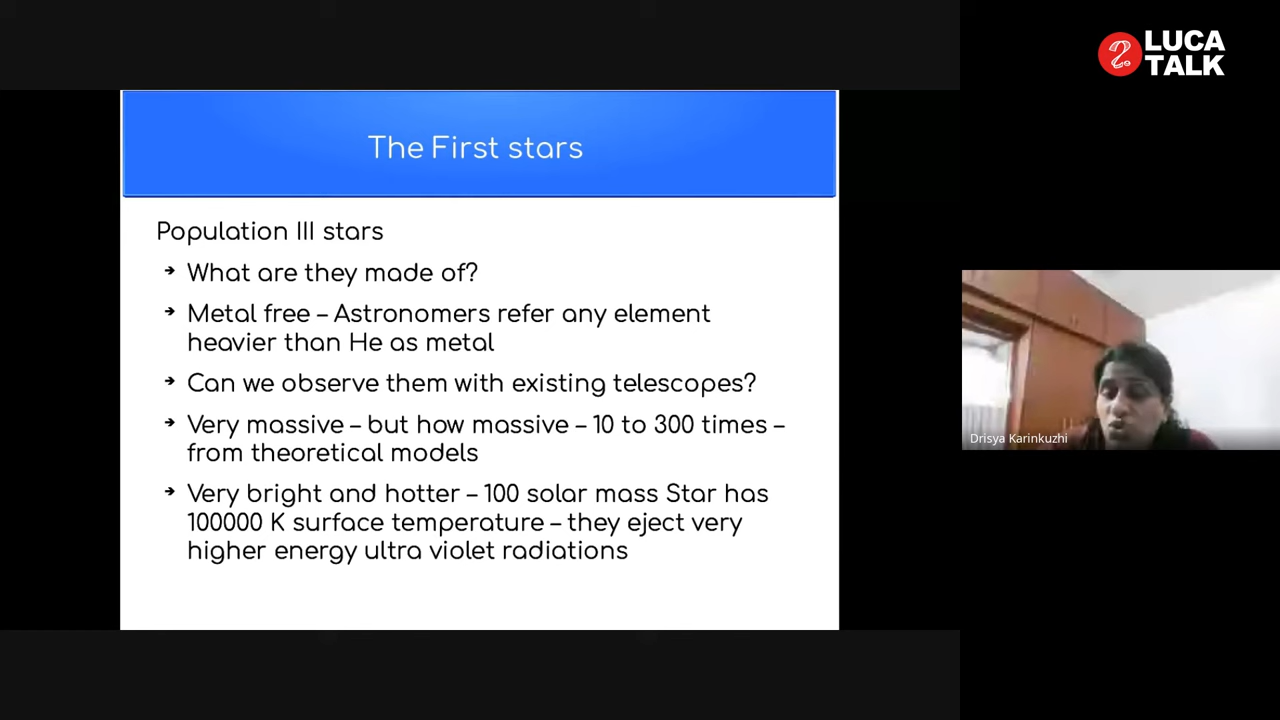 LUCA
TALK
The First stars
Population III stars
➔ What are they made of?
➔ Metal free – Astronomers refer any element
heavier than He as metal
➔ Can we observe them with existing telescopes?
➔ Very massive – but how massive – 10 to 300 times –
from theoretical models
➔ Very bright and hotter – 100 solar mass Star has
100000 K surface temperature – they eject very
higher energy ultra violet radiations
Drisya Karinkuzhi